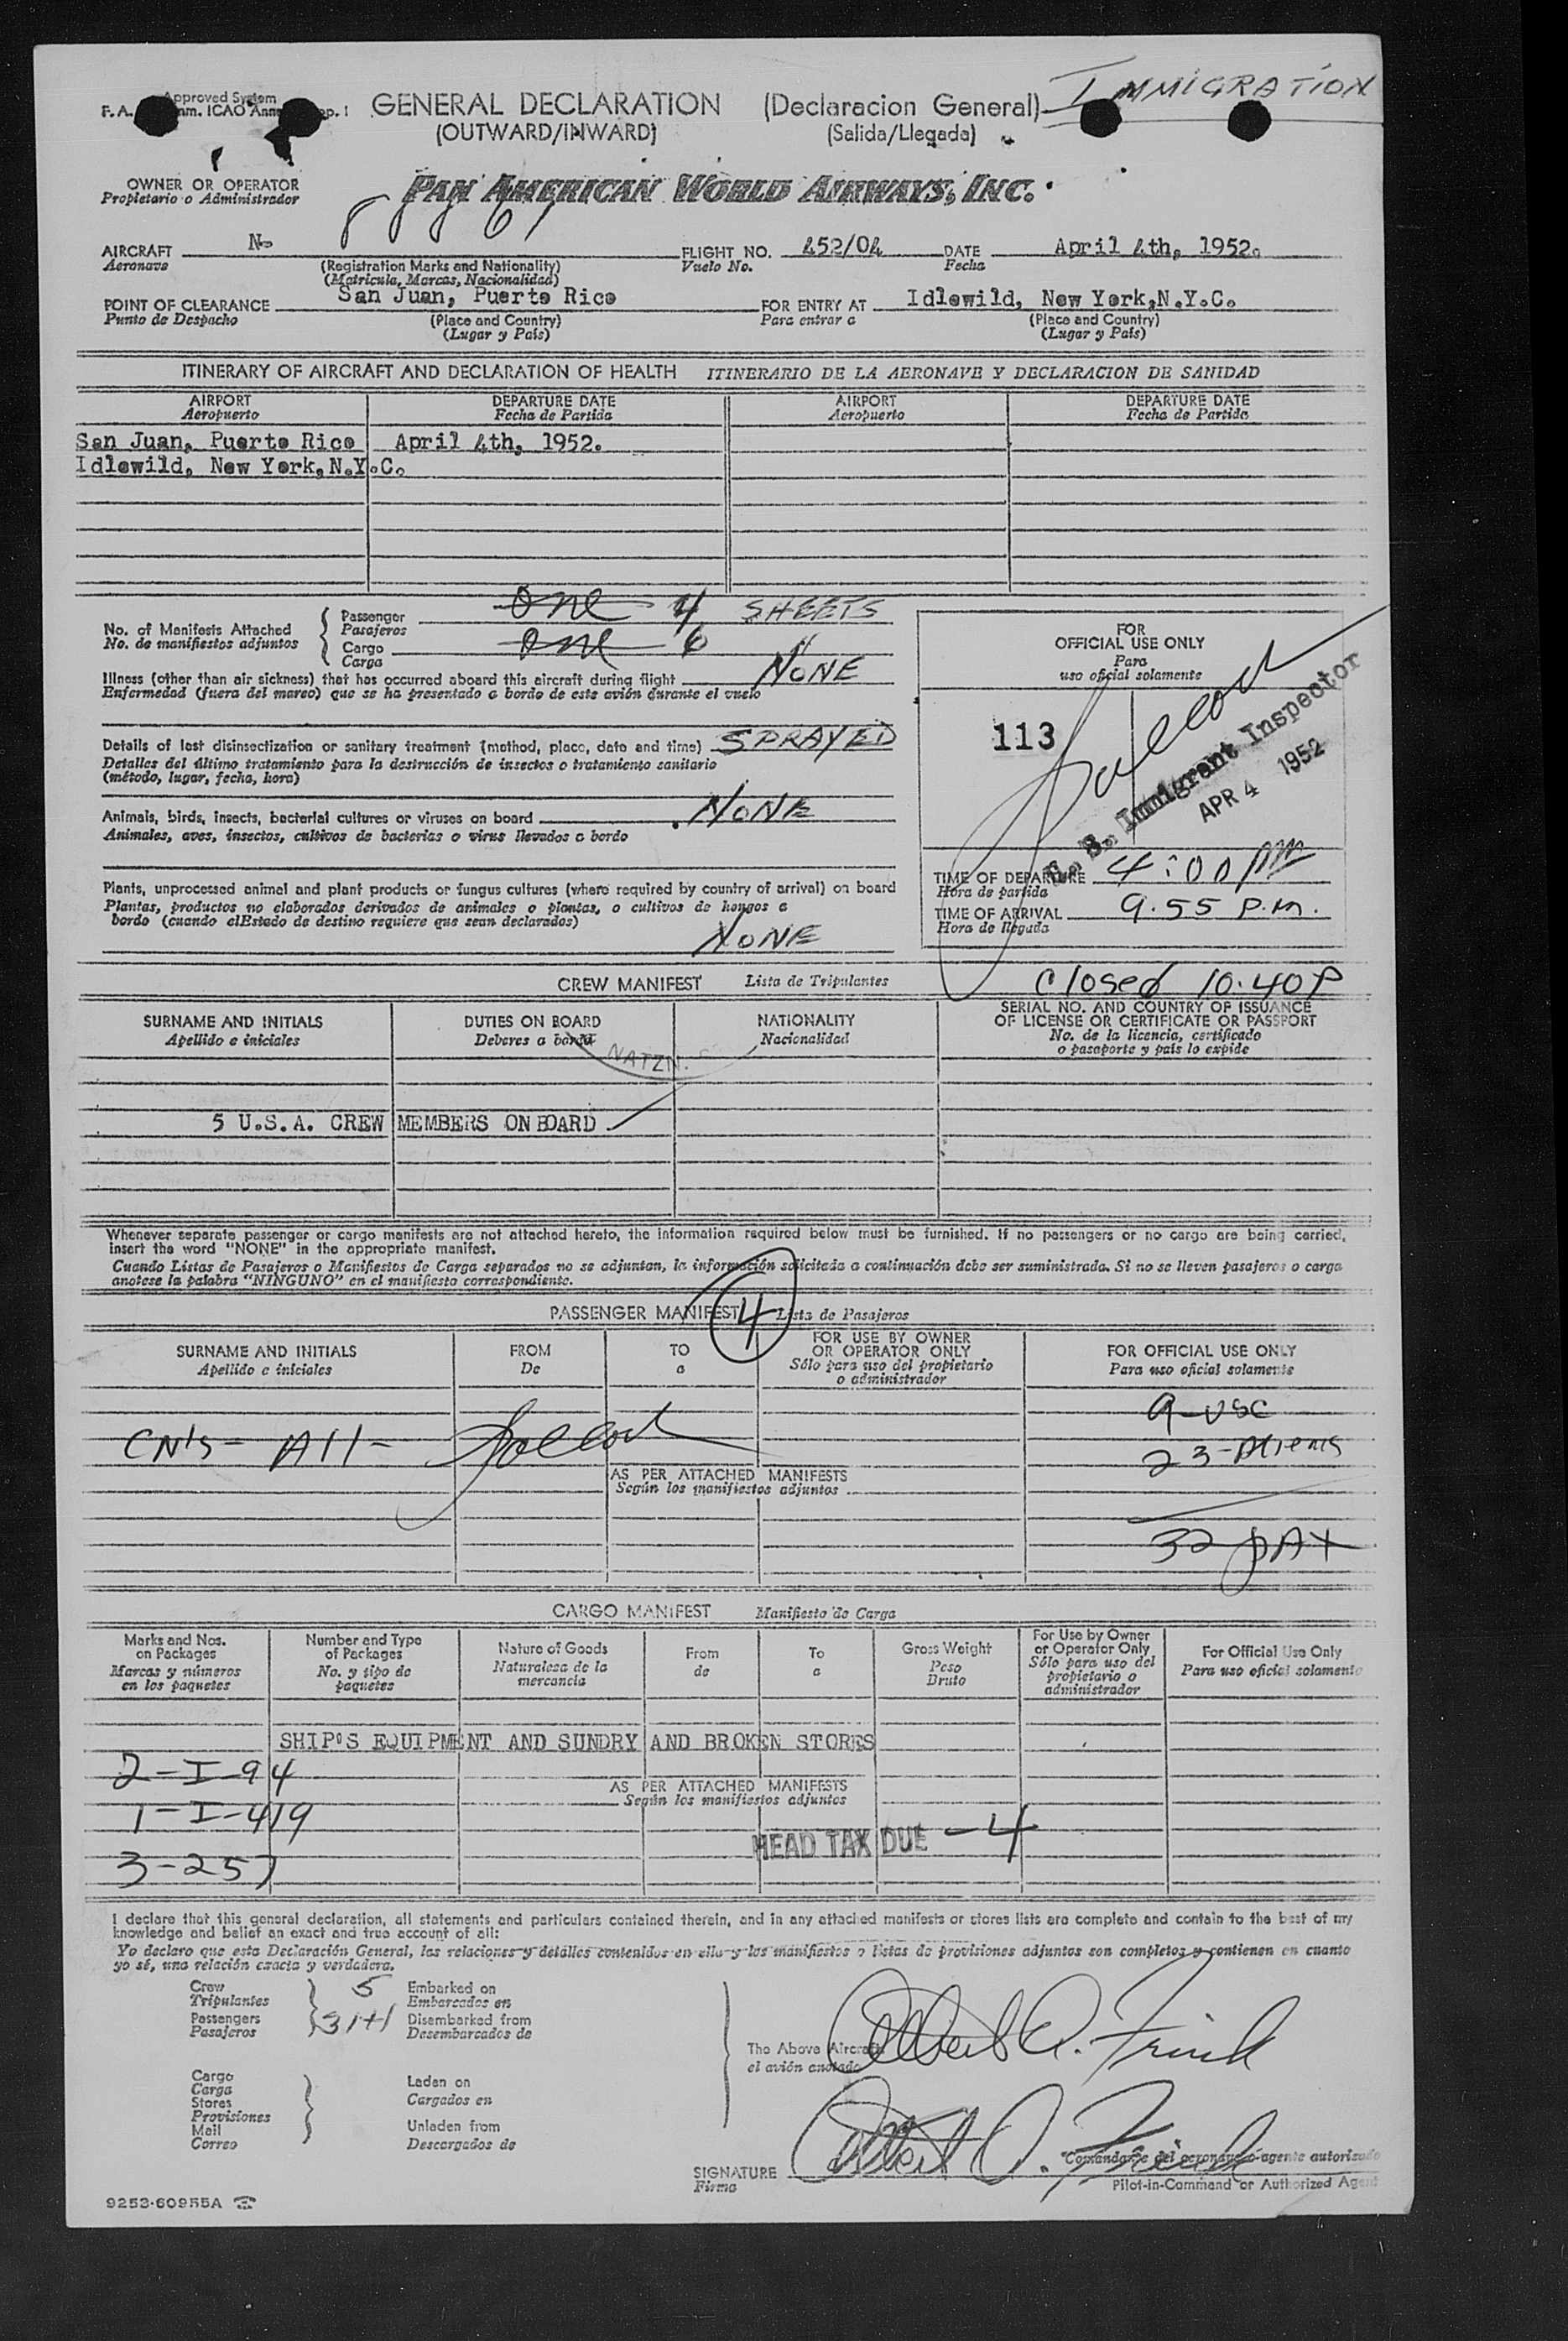 Approved System
GENERAL DECLARATION (Declaracion General) IMMIGRATION
(OUTWARD/INWARD) (Salida/Llegada)
OWNER OR OPERATOR
Propietario o Administrador
PAN AMERICAN WORLD AIRWAYS, INC.
AIRCRAFT N- FLIGHT NO. 452/04 DATE April 4th, 1952.
Aeronave (Registration Marks and Nationality) Vuelo No. Fecha
(Matricula, Marcas, Nacionalidad)
POINT OF CLEARANCE San Juan, Puerto Rico FOR ENTRY AT Idlewild, New York,N.Y.C.
Punto de Despacho (Place and Country) Para entrar a (Place and Country)
(Lugar y País) (Lugar y País)
ITINERARY OF AIRCRAFT AND DECLARATION OF HEALTH ITINERARIO DE LA AERONAVE Y DECLARACION DE SANIDAD
AIRPORT DEPARTURE DATE AIRPORT DEPARTURE DATE
Aeropuerto Fecha de Partida Aeropuerto Fecha de Partida
San Juan, Puerto Rico April 4th, 1952.
Idlewild, New York,N.Y.C.
No. of Manifests Attached
No. de manifiestos adjuntos
Passenger One 4 SHEETS
Pasajeros
Cargo One 6 "
Carga
Illness (other than air sickness) that has occurred aboard this aircraft during flight NONE
Enfermedad (fuera del mareo) que se ha presentado a bordo de este avión durante el vuelo
Details of last disinsectization or sanitary treatment (method, place, date and time) SPRAYED
Detalles del último tratamiento para la destrucción de insectos o tratamiento sanitario
(método, lugar, fecha, hora)
Animals, birds, insects, bacterial cultures or viruses on board NONE
Animales, aves, insectos, cultivos de bacterias o virus llevados a bordo
Plants, unprocessed animal and plant products or fungus cultures (where required by country of arrival) on board
Plantas, productos no elaborados derivados de animales o plantas, o cultivos de hongos a
bordo (cuando elEstado de destino requiere que sean declarados)
NONE
FOR
OFFICIAL USE ONLY
Para
uso oficial solamente
113
U. S. Immigrant Inspector
APR 4 1952
TIME OF DEPARTURE 4:00 PM
Hora de partida
TIME OF ARRIVAL 9.55 P.M.
Hora de llegada
Closed 10.40P
CREW MANIFEST Lista de Tripulantes
SURNAME AND INITIALS DUTIES ON BOARD NATIONALITY SERIAL NO. AND COUNTRY OF ISSUANCE
OF LICENSE OR CERTIFICATE OR PASSPORT
Apellido e iniciales Deberes a bordo Nacionalidad No. de la licencia, certificado
o pasaporte y país lo expide
NATZN.
5 U.S.A. CREW MEMBERS ON BOARD
Whenever separate passenger or cargo manifests are not attached hereto, the information required below must be furnished. If no passengers or no cargo are being carried,
insert the word "NONE" in the appropriate manifest.
Cuando Listas de Pasajeros o Manifiestos de Carga separados no se adjuntan, la información solicitada a continuación debe ser suministrada. Si no se lleven pasajeros o carga
anotese la palabra "NINGUNO" en el manifiesto correspondiente.
PASSENGER MANIFEST 4 Lista de Pasajeros
SURNAME AND INITIALS FROM TO FOR USE BY OWNER
OR OPERATOR ONLY FOR OFFICIAL USE ONLY
Apellido e iniciales De a Sólo para uso del propietario
o administrador Para uso oficial solamente
9-USC
CN's - All -
23-Aliens
AS PER ATTACHED MANIFESTS
Según los manifiestos adjuntos
32 PAX
CARGO MANIFEST Manifiesto de Carga
Marks and Nos.
on Packages
Marcas y números
en los paquetes
Number and Type
of Packages
No. y tipo de
paquetes
Nature of Goods
Naturaleza de la
mercancía
From
de
To
a
Gross Weight
Peso
Bruto
For Use by Owner
or Operator Only
Sólo para uso del
propietario o
administrador
For Official Use Only
Para uso oficial solamente
SHIP'S EQUIPMENT AND SUNDRY AND BROKEN STORES
2-I-94
AS PER ATTACHED MANIFESTS
Según los manifiestos adjuntos
1-I-419
HEAD TAX DUE -4
3-257
I declare that this general declaration, all statements and particulars contained therein, and in any attached manifests or stores lists are complete and contain to the best of my
knowledge and belief an exact and true account of all:
Yo declaro que esta Declaración General, las relaciones y detalles contenidos en ella y los manifiestos o listas de provisiones adjuntos son completos y contienen en cuanto
yo sé, una relación exacta y verdadera.
Crew 5 Embarked on
Tripulantes Embarcados en
Passengers 31+1 Disembarked from
Pasajeros Desembarcados de
The Above Aircraft
el avión anotado
Albert A. Frink
Cargo Laden on
Carga Cargados en
Stores
Provisiones
Mail Unladen from
Correo Descargados de
SIGNATURE Albert A. Frink
Firma
Comandante del aeronave o agente autorizado
Pilot-in-Command or Authorized Agent
9253-60955A